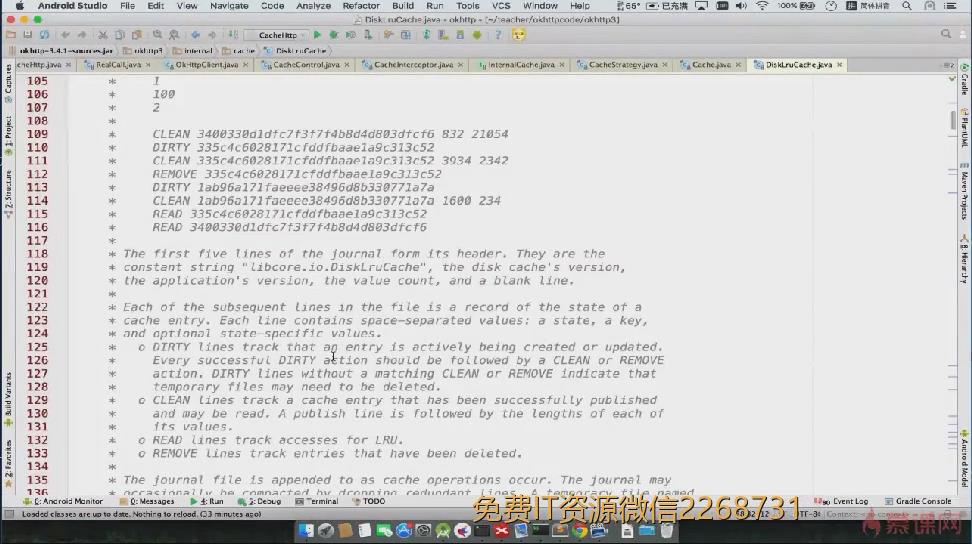 Android Studio File Edit View Navigate Code Analyze Refactor Build Run Tools VCS Window Help 65° 已充满 100% 简体拼音
DiskLruCache.java - okhttp - [~/teacher/okhttpcode/okhttp3]
CacheHttp
okhttp-3.4.1-sources.jar okhttp3 internal cache DiskLruCache
cheHttp.java RealCall.java OkHttpClient.java CacheControl.java CacheInterceptor.java InternalCache.java CacheStrategy.java Cache.java DiskLruCache.java
105 * 1
106 * 100
107 * 2
108 *
109 * CLEAN 3400330d1dfc7f3f7f4b8d4d803dfcf6 832 21054
110 * DIRTY 335c4c6028171cfddfbaae1a9c313c52
111 * CLEAN 335c4c6028171cfddfbaae1a9c313c52 3934 2342
112 * REMOVE 335c4c6028171cfddfbaae1a9c313c52
113 * DIRTY 1ab96a171faeeee38496d8b330771a7a
114 * CLEAN 1ab96a171faeeee38496d8b330771a7a 1600 234
115 * READ 335c4c6028171cfddfbaae1a9c313c52
116 * READ 3400330d1dfc7f3f7f4b8d4d803dfcf6
117 *
118 * The first five lines of the journal form its header. They are the
119 * constant string "libcore.io.DiskLruCache", the disk cache's version,
120 * the application's version, the value count, and a blank line.
121 *
122 * Each of the subsequent lines in the file is a record of the state of a
123 * cache entry. Each line contains space-separated values: a state, a key,
124 * and optional state-specific values.
125 * o DIRTY lines track that an entry is actively being created or updated.
126 * Every successful DIRTY action should be followed by a CLEAN or REMOVE
127 * action. DIRTY lines without a matching CLEAN or REMOVE indicate that
128 * temporary files may need to be deleted.
129 * o CLEAN lines track a cache entry that has been successfully published
130 * and may be read. A publish line is followed by the lengths of each of
131 * its values.
132 * o READ lines track accesses for LRU.
133 * o REMOVE lines track entries that have been deleted.
134 *
135 * The journal file is appended to as cache operations occur. The journal may
136 * occasionally be compacted by dropping redundant lines. A temporary file named
Captures
1: Project
2: Structure
Build Variants
2: Favorites
Gradle
PlantUML
Maven Projects
Hierarchy
Android Model
6: Android Monitor 0: Messages 4: Run 5: Debug Terminal TODO Event Log Gradle Console
Loaded classes are up to date. Nothing to reload. (33 minutes ago)
免费IT资源微信2268731
慕课网